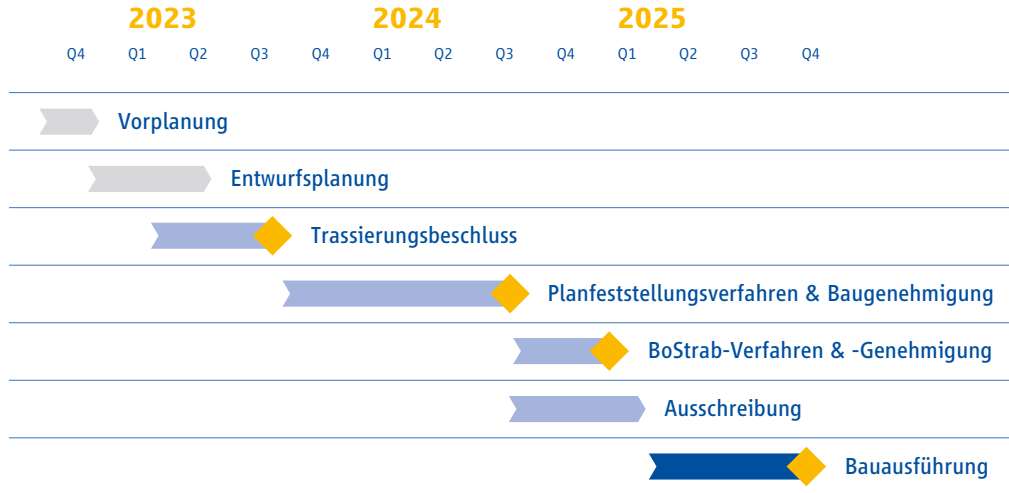 2023 2024 2025
Q4 Q1 Q2 Q3 Q4 Q1 Q2 Q3 Q4 Q1 Q2 Q3 Q4
Vorplanung
Entwurfsplanung
Trassierungsbeschluss
Planfeststellungsverfahren & Baugenehmigung
BoStrab-Verfahren & -Genehmigung
Ausschreibung
Bauausführung